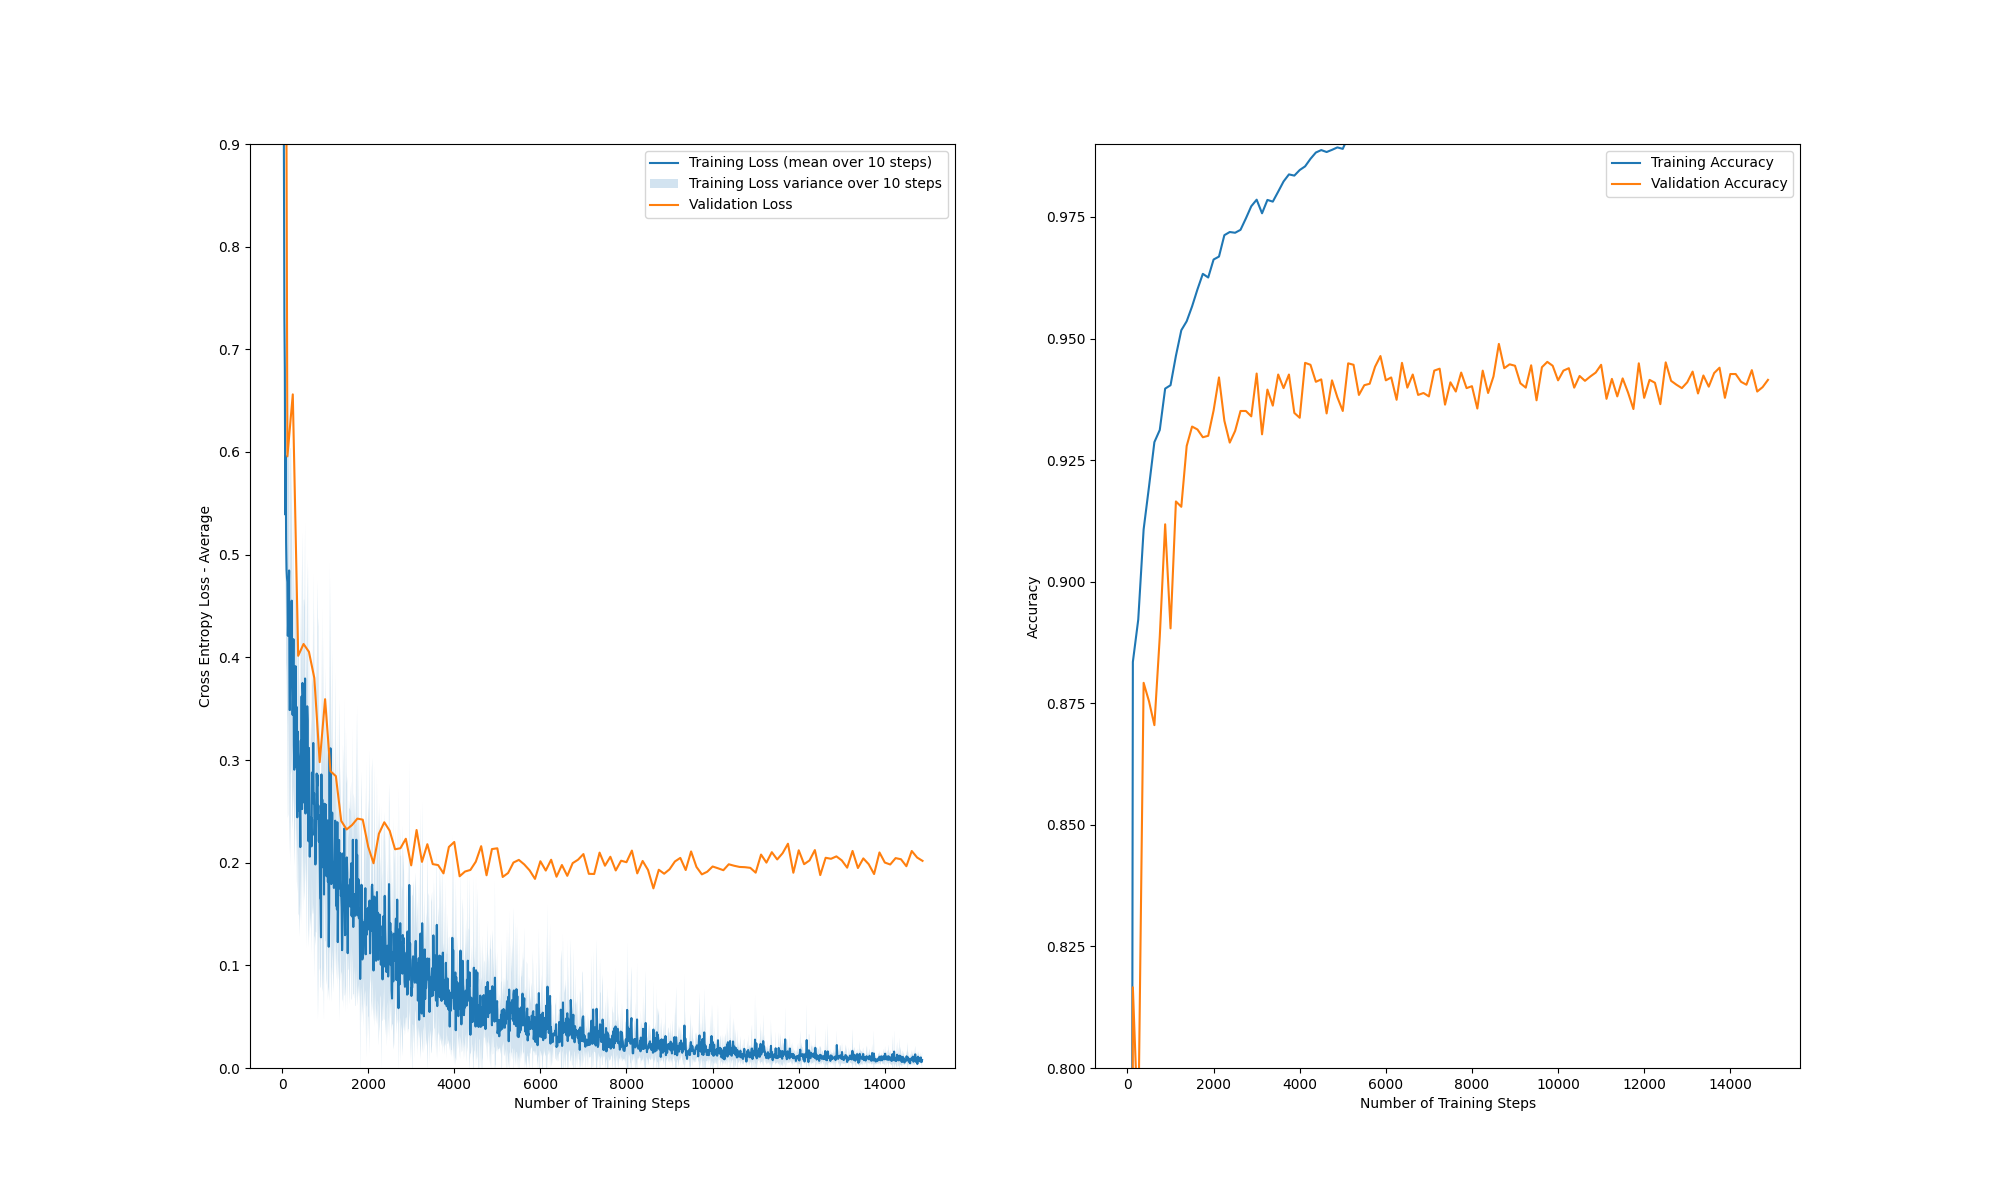 Training Loss (mean over 10 steps)
Training Loss variance over 10 steps
Validation Loss
0.9
0.8
0.7
0.6
0.5
0.4
0.3
0.2
0.1
0.0
Cross Entropy Loss - Average
0 2000 4000 6000 8000 10000 12000 14000
Number of Training Steps
Training Accuracy
Validation Accuracy
0.975
0.950
0.925
0.900
0.875
0.850
0.825
0.800
Accuracy
0 2000 4000 6000 8000 10000 12000 14000
Number of Training Steps